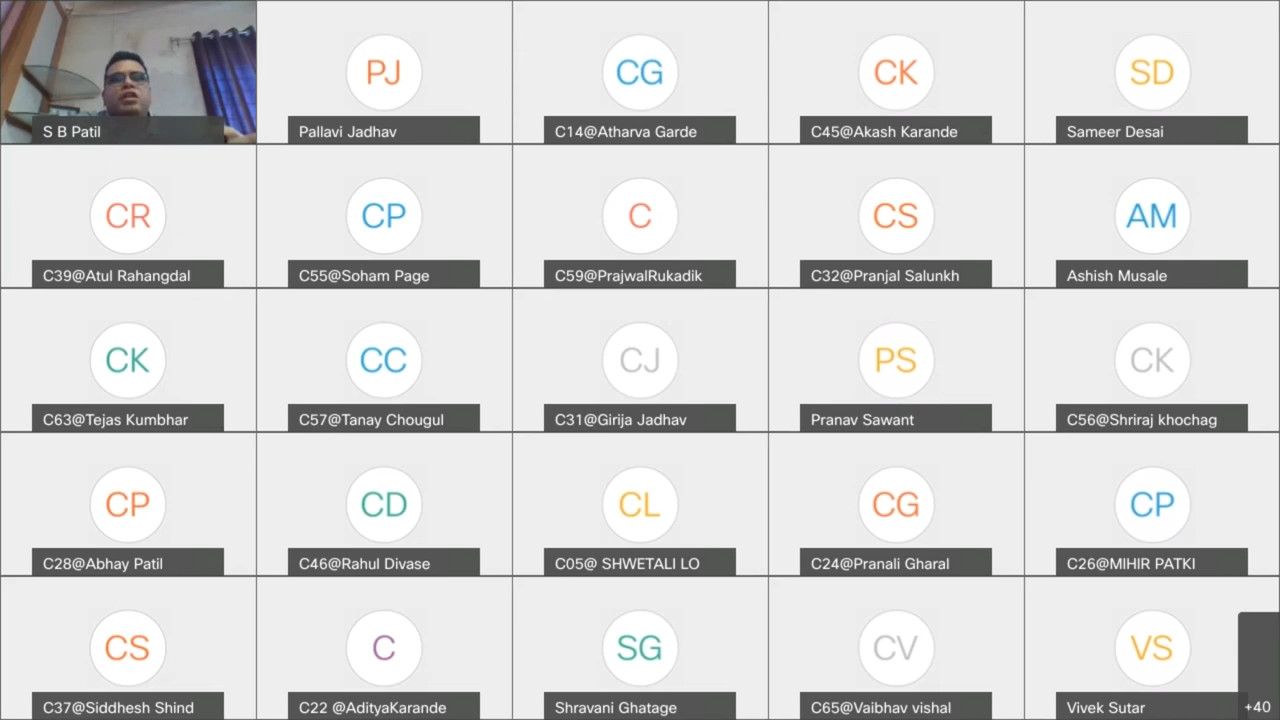 S B Patil
PJ
Pallavi Jadhav
CG
C14@Atharva Garde
CK
C45@Akash Karande
SD
Sameer Desai
CR
C39@Atul Rahangdal
CP
C55@Soham Page
C
C59@PrajwalRukadik
CS
C32@Pranjal Salunkh
AM
Ashish Musale
CK
C63@Tejas Kumbhar
CC
C57@Tanay Chougul
CJ
C31@Girija Jadhav
PS
Pranav Sawant
CK
C56@Shriraj khochag
CP
C28@Abhay Patil
CD
C46@Rahul Divase
CL
C05@ SHWETALI LO
CG
C24@Pranali Gharal
CP
C26@MIHIR PATKI
CS
C37@Siddhesh Shind
C
C22 @AdityaKarande
SG
Shravani Ghatage
CV
C65@Vaibhav vishal
VS
Vivek Sutar
+40